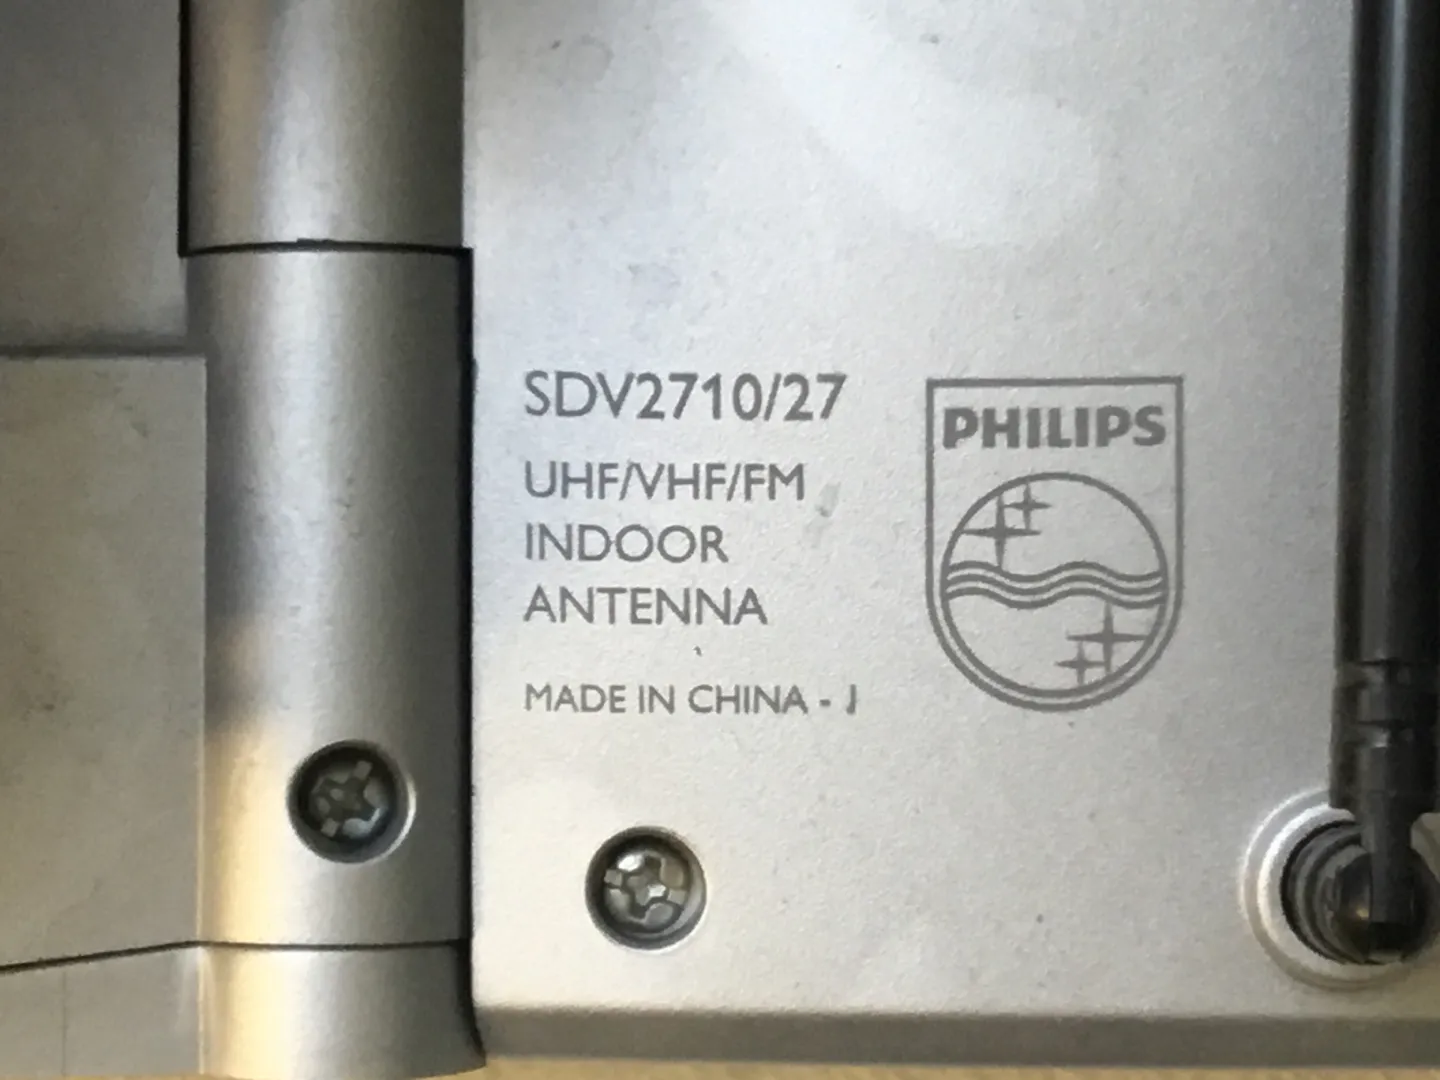 SDV2710/27
UHF/VHF/FM
INDOOR
ANTENNA
MADE IN CHINA - J
PHILIPS